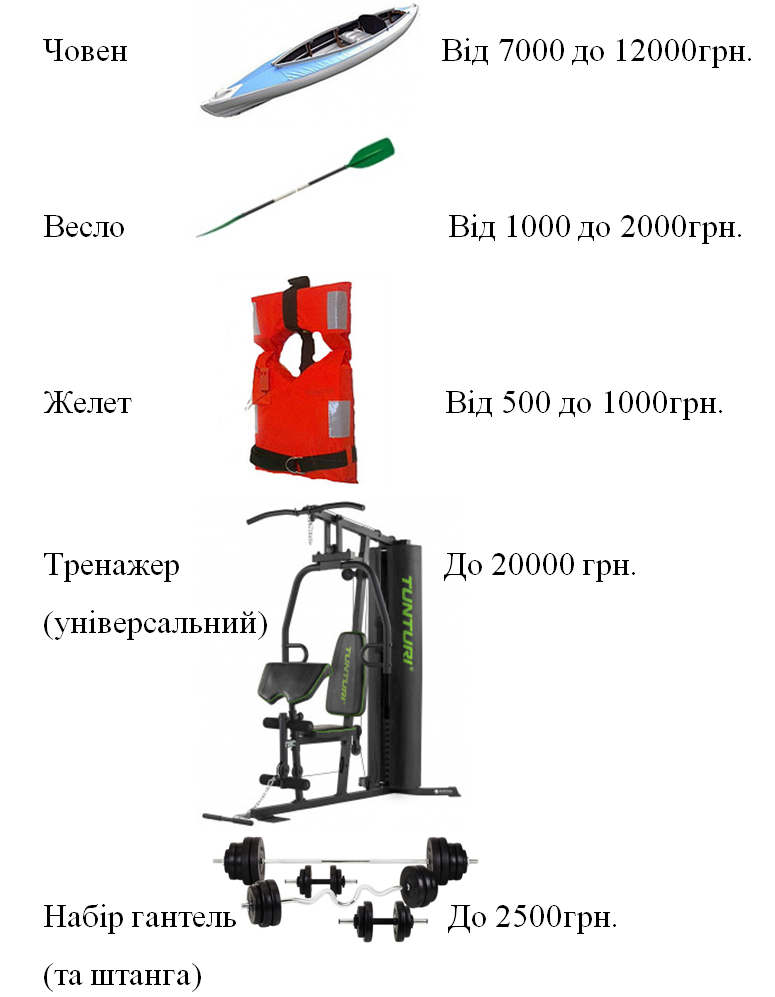 Човен Від 7000 до 12000грн.
Весло Від 1000 до 2000грн.
Желет Від 500 до 1000грн.
Тренажер До 20000 грн.
(універсальний)
TUNTURI
TUNTURI
Набір гантель До 2500грн.
(та штанга)